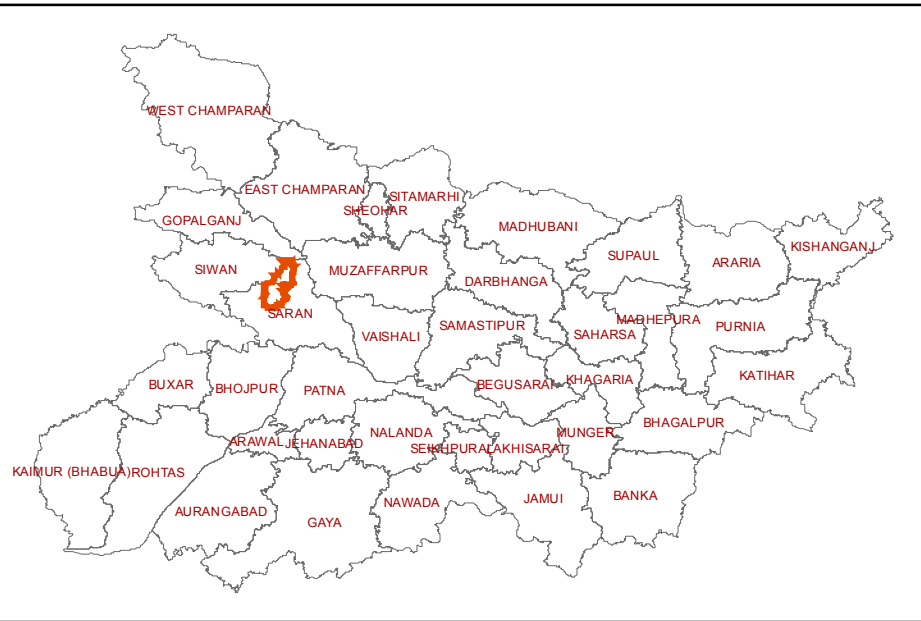 WEST CHAMPARAN
EAST CHAMPARAN
SITAMARHI
SHEOHAR
GOPALGANJ
MADHUBANI
KISHANGANJ
SUPAUL
ARARIA
SIWAN
MUZAFFARPUR
DARBHANGA
SARAN
MADHEPURA
PURNIA
SAMASTIPUR
VAISHALI
SAHARSA
KATIHAR
KHAGARIA
BEGUSARAI
BUXAR
BHOJPUR
PATNA
BHAGALPUR
NALANDA
MUNGER
ARAWAL
JEHANABAD
SEIKHPURA
LAKHISARAI
KAIMUR (BHABUA)
ROHTAS
BANKA
JAMUI
NAWADA
AURANGABAD
GAYA